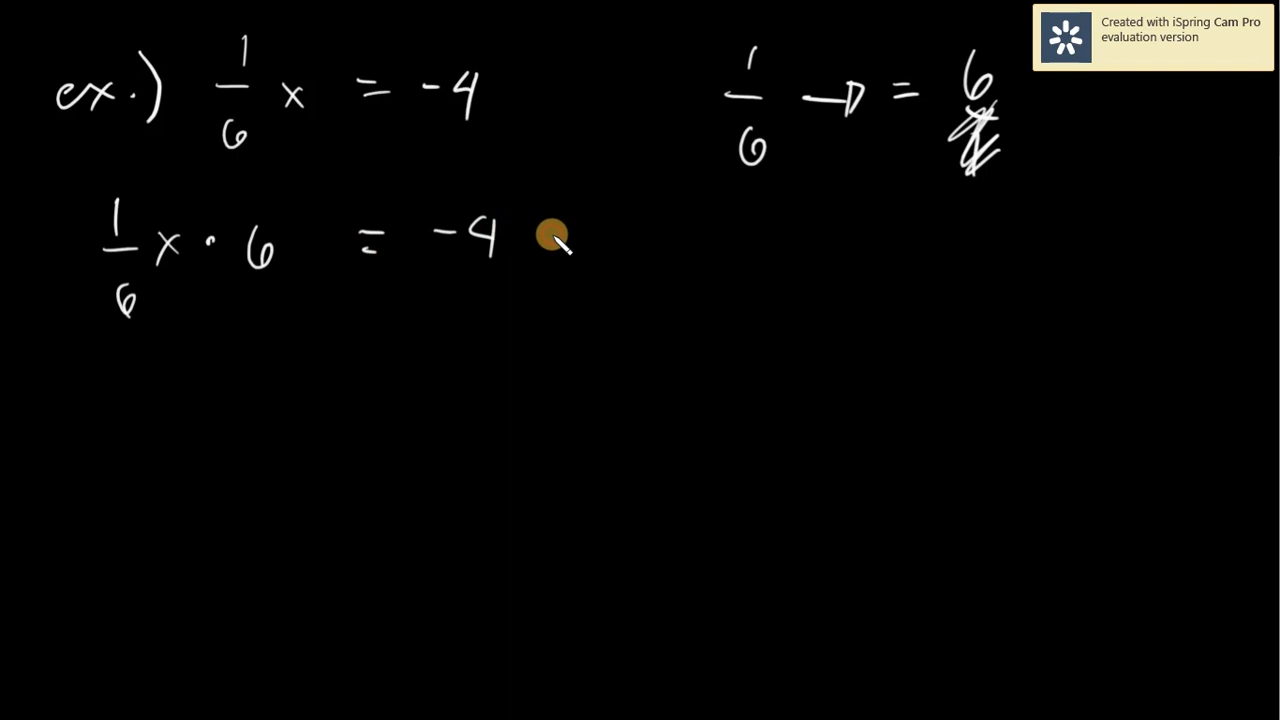 ex.) 1/6 x = -4
1/6 → = 6
1/6 x · 6 = -4
Created with iSpring Cam Pro
evaluation version